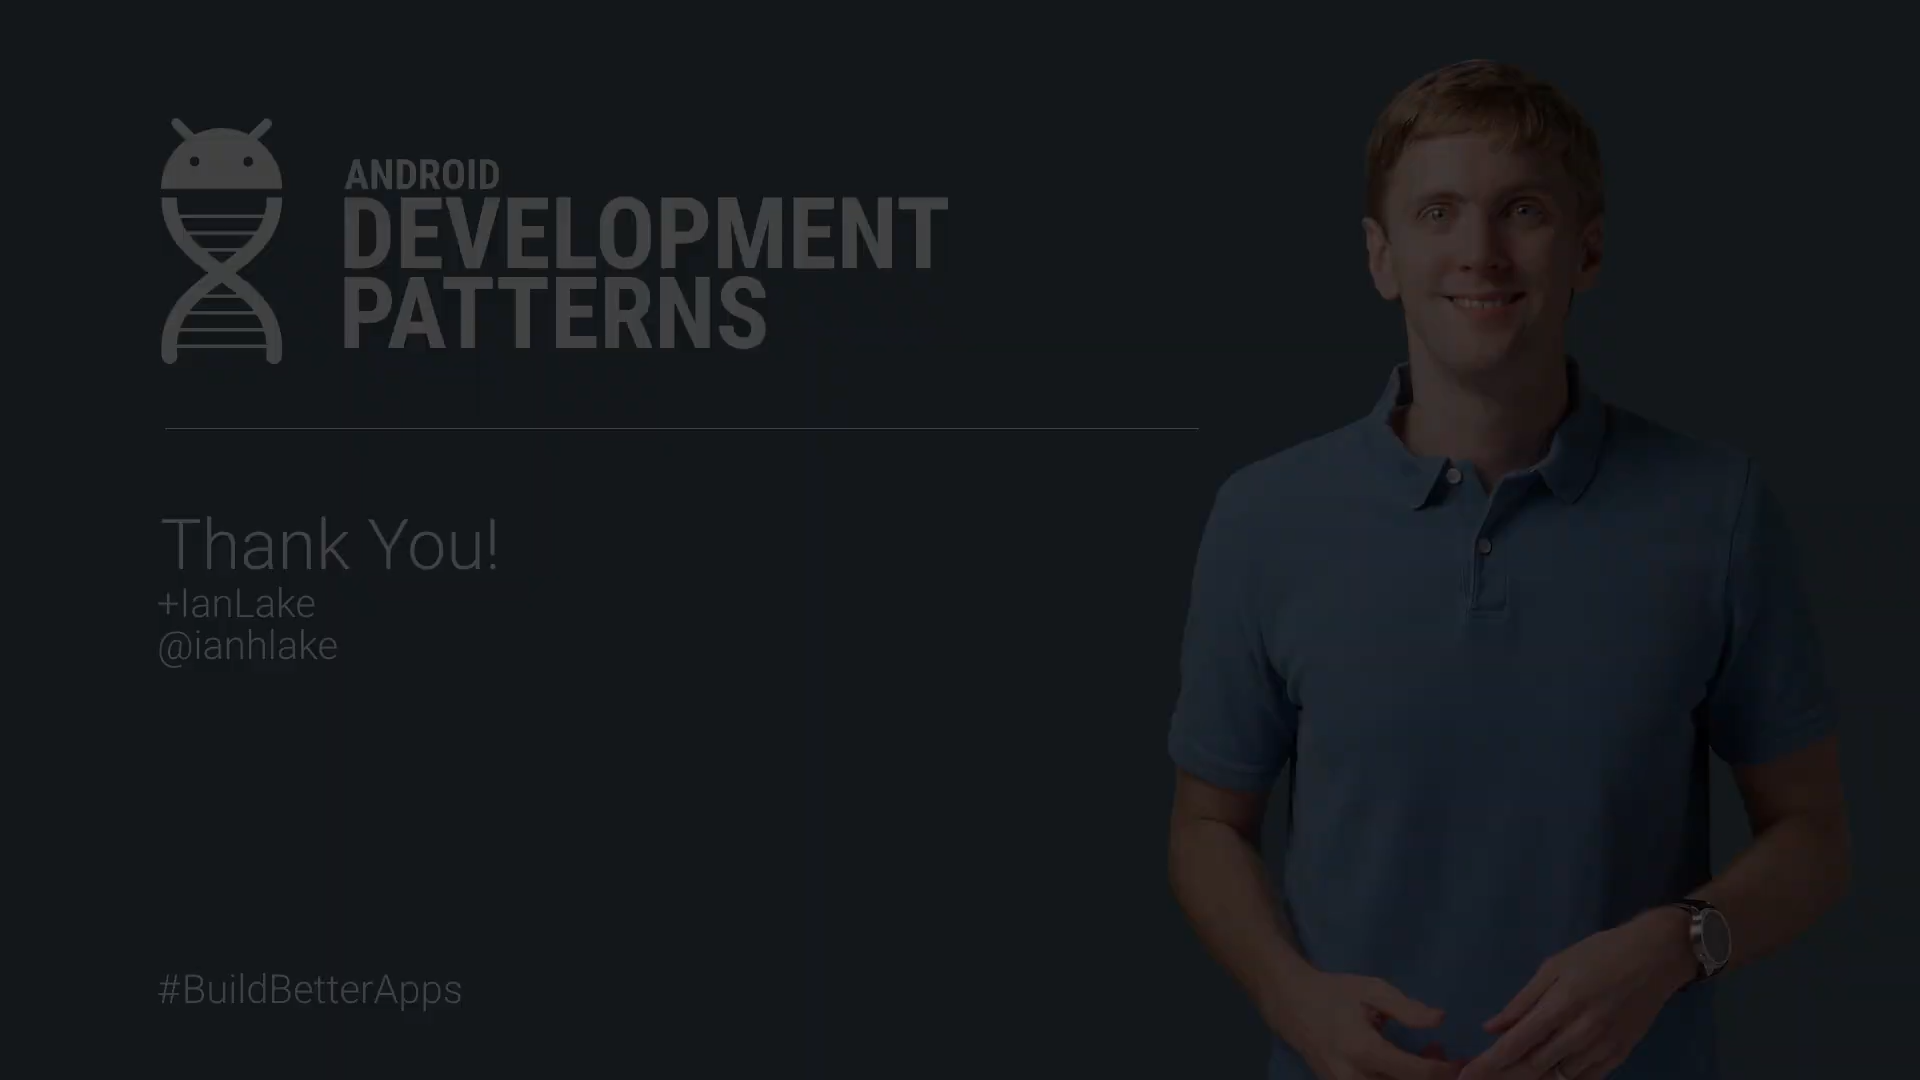 ANDROID
DEVELOPMENT
PATTERNS
Thank You!
+IanLake
@ianhlake
#BuildBetterApps